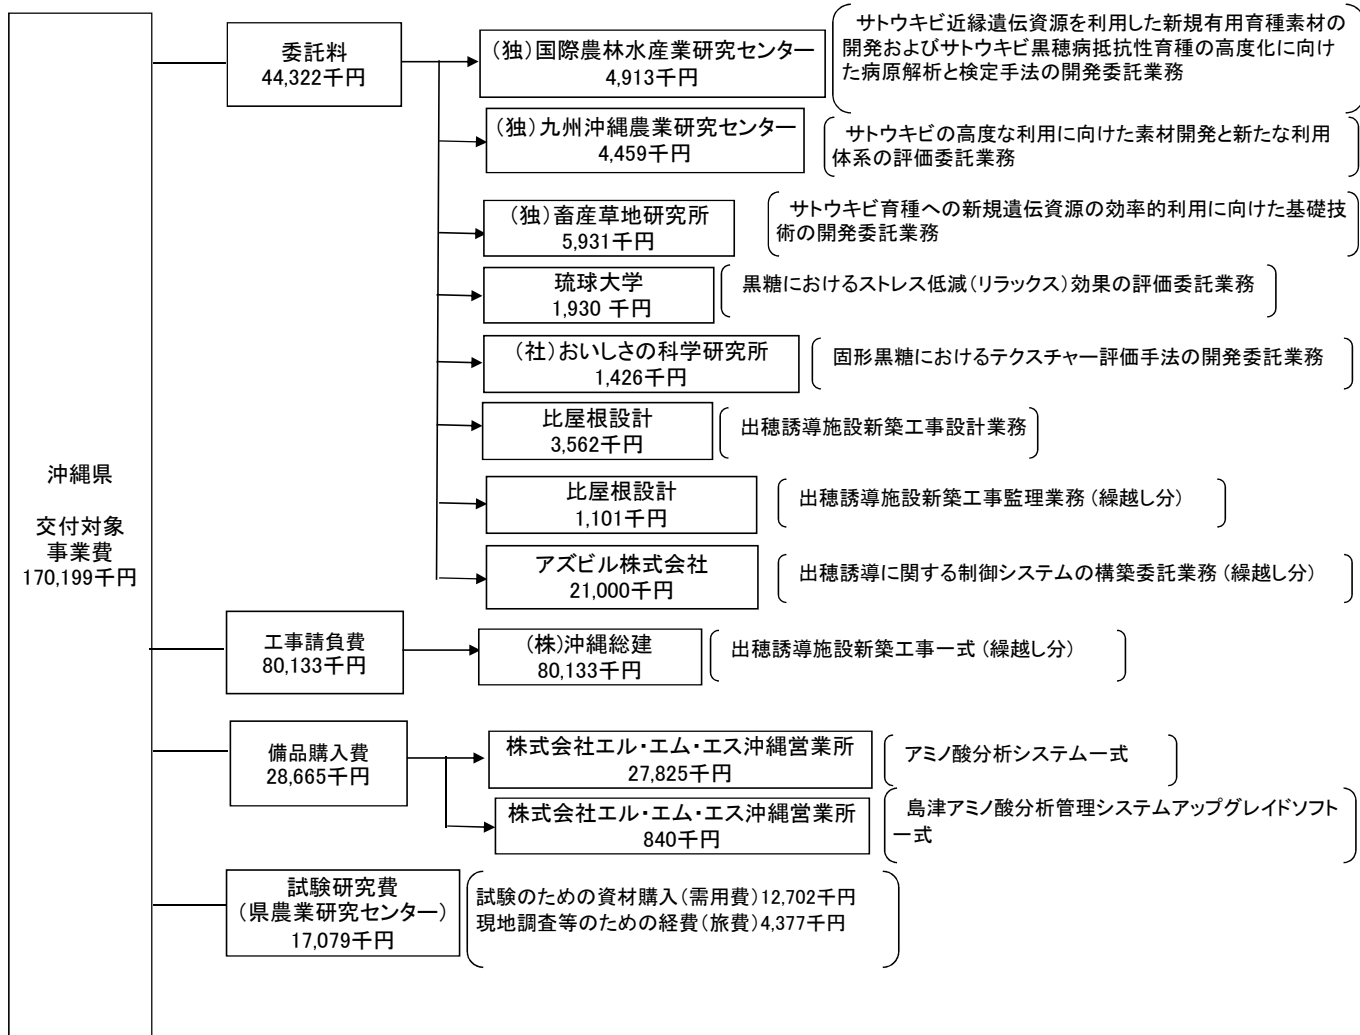 沖縄県
交付対象
事業費
170,199千円
委託料
44,322千円
(独)国際農林水産業研究センター
4,913千円
サトウキビ近縁遺伝資源を利用した新規有用育種素材の
開発およびサトウキビ黒穂病抵抗性育種の高度化に向け
た病原解析と検定手法の開発委託業務
(独)九州沖縄農業研究センター
4,459千円
サトウキビの高度な利用に向けた素材開発と新たな利用
体系の評価委託業務
(独)畜産草地研究所
5,931千円
サトウキビ育種への新規遺伝資源の効率的利用に向けた基礎技
術の開発委託業務
琉球大学
1,930 千円
黒糖におけるストレス低減(リラックス)効果の評価委託業務
(社)おいしさの科学研究所
1,426千円
固形黒糖におけるテクスチャー評価手法の開発委託業務
比屋根設計
3,562千円
出穂誘導施設新築工事設計業務
比屋根設計
1,101千円
出穂誘導施設新築工事監理業務 (繰越し分)
アズビル株式会社
21,000千円
出穂誘導に関する制御システムの構築委託業務 (繰越し分)
工事請負費
80,133千円
(株)沖縄総建
80,133千円
出穂誘導施設新築工事一式 (繰越し分)
備品購入費
28,665千円
株式会社エル・エム・エス沖縄営業所
27,825千円
アミノ酸分析システム一式
株式会社エル・エム・エス沖縄営業所
840千円
島津アミノ酸分析管理システムアップグレイドソフト
一式
試験研究費
(県農業研究センター)
17,079千円
試験のための資材購入(需用費)12,702千円
現地調査等のための経費(旅費)4,377千円